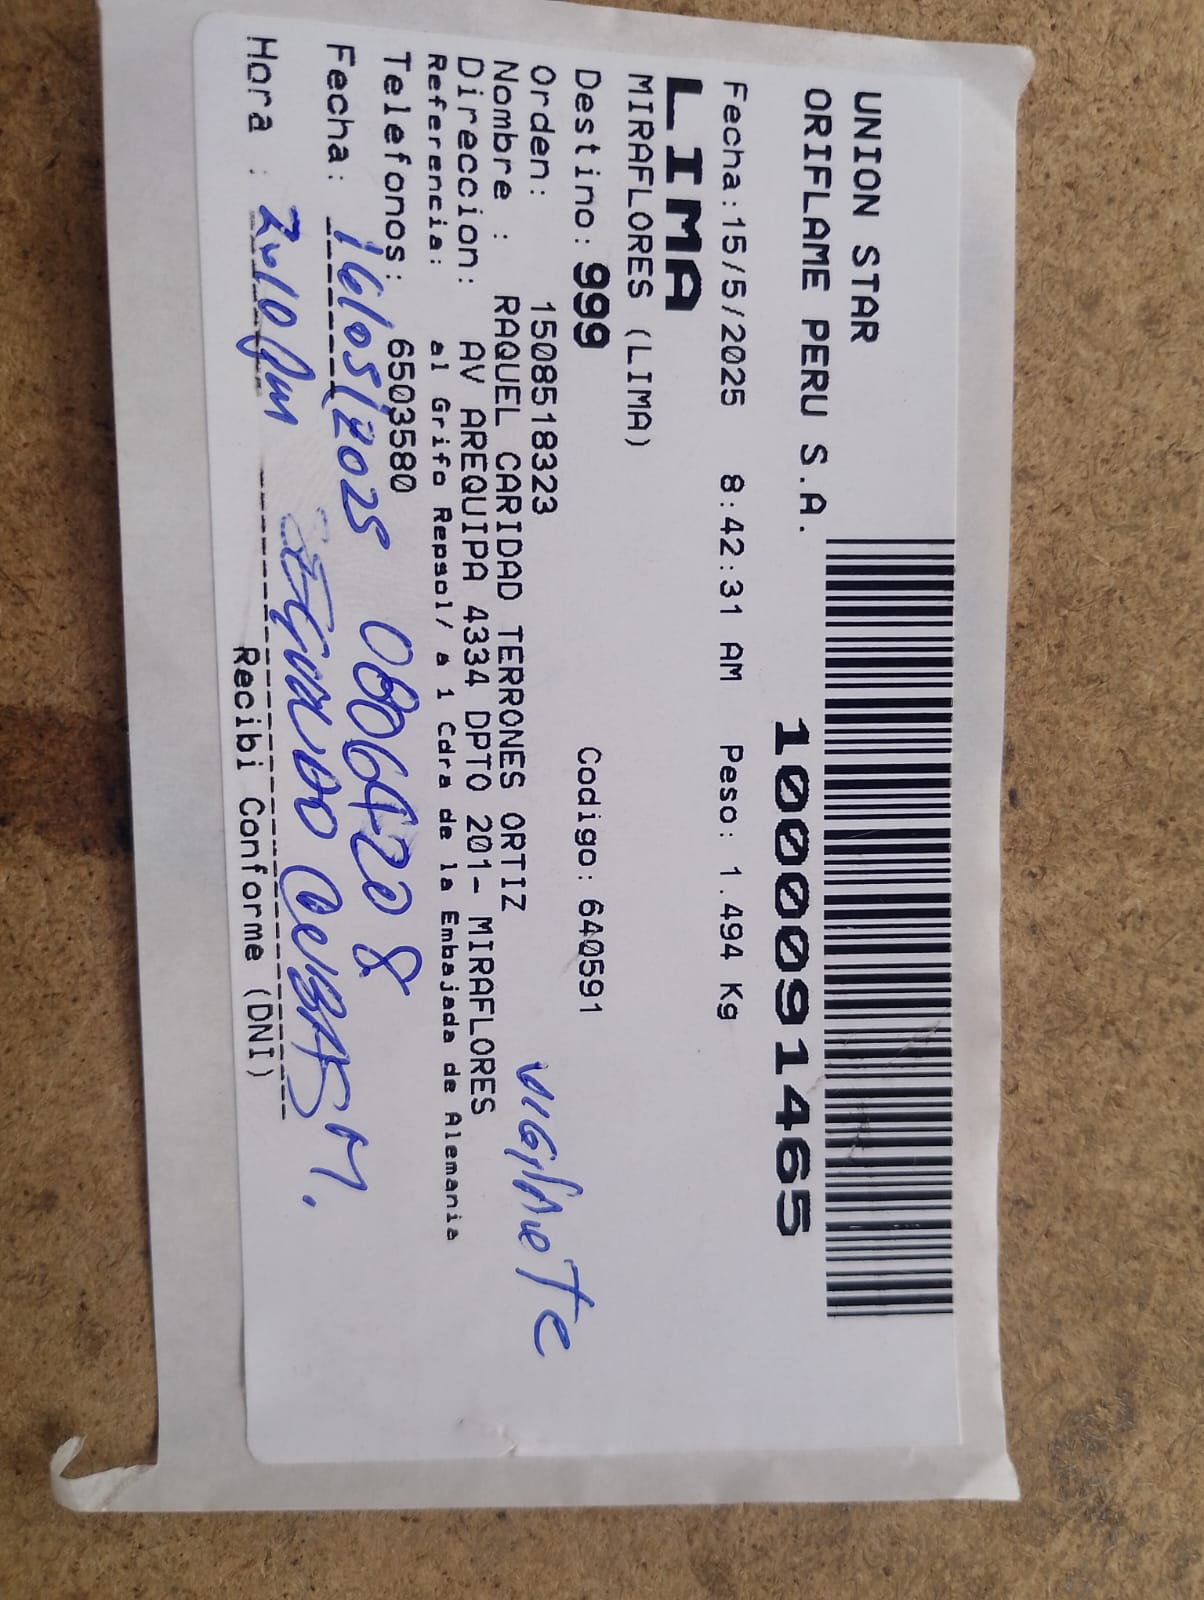 UNION STAR
ORIFLAME PERU S.A.
1000091465
Fecha:15/5/2025 8:42:31 AM Peso: 1.494 Kg
LIMA
MIRAFLORES (LIMA)
Destino: 999 Codigo: 640591
Orden: 1508518323
Nombre : RAQUEL CARIDAD TERRONES ORTIZ
VIGilANTE
Direccion: AV AREQUIPA 4334 DPTO 201- MIRAFLORES
Referencia: al Grifo Repsol/ a 1 Cdra de la Embajada de Alemania
Telefonos: 6503580
Fecha: 16/05/2025
Hora : 2:10 pm
M.
Recibi Conforme (DNI)